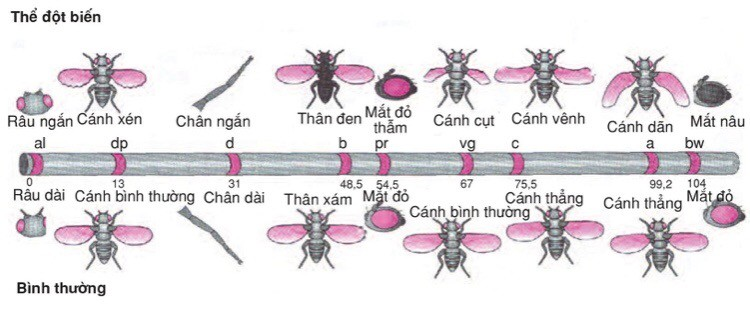 Thể đột biến
Râu ngắn Cánh xén Chân ngắn Thân đen Mắt đỏ thẫm Cánh cụt Cánh vênh Cánh dãn Mắt nâu
al dp d b pr vg c a bw
0 13 31 48,5 54,5 67 75,5 99,2 104
Râu dài Cánh bình thường Chân dài Thân xám Mắt đỏ Cánh bình thường Cánh thẳng Cánh thẳng Mắt đỏ
Bình thường